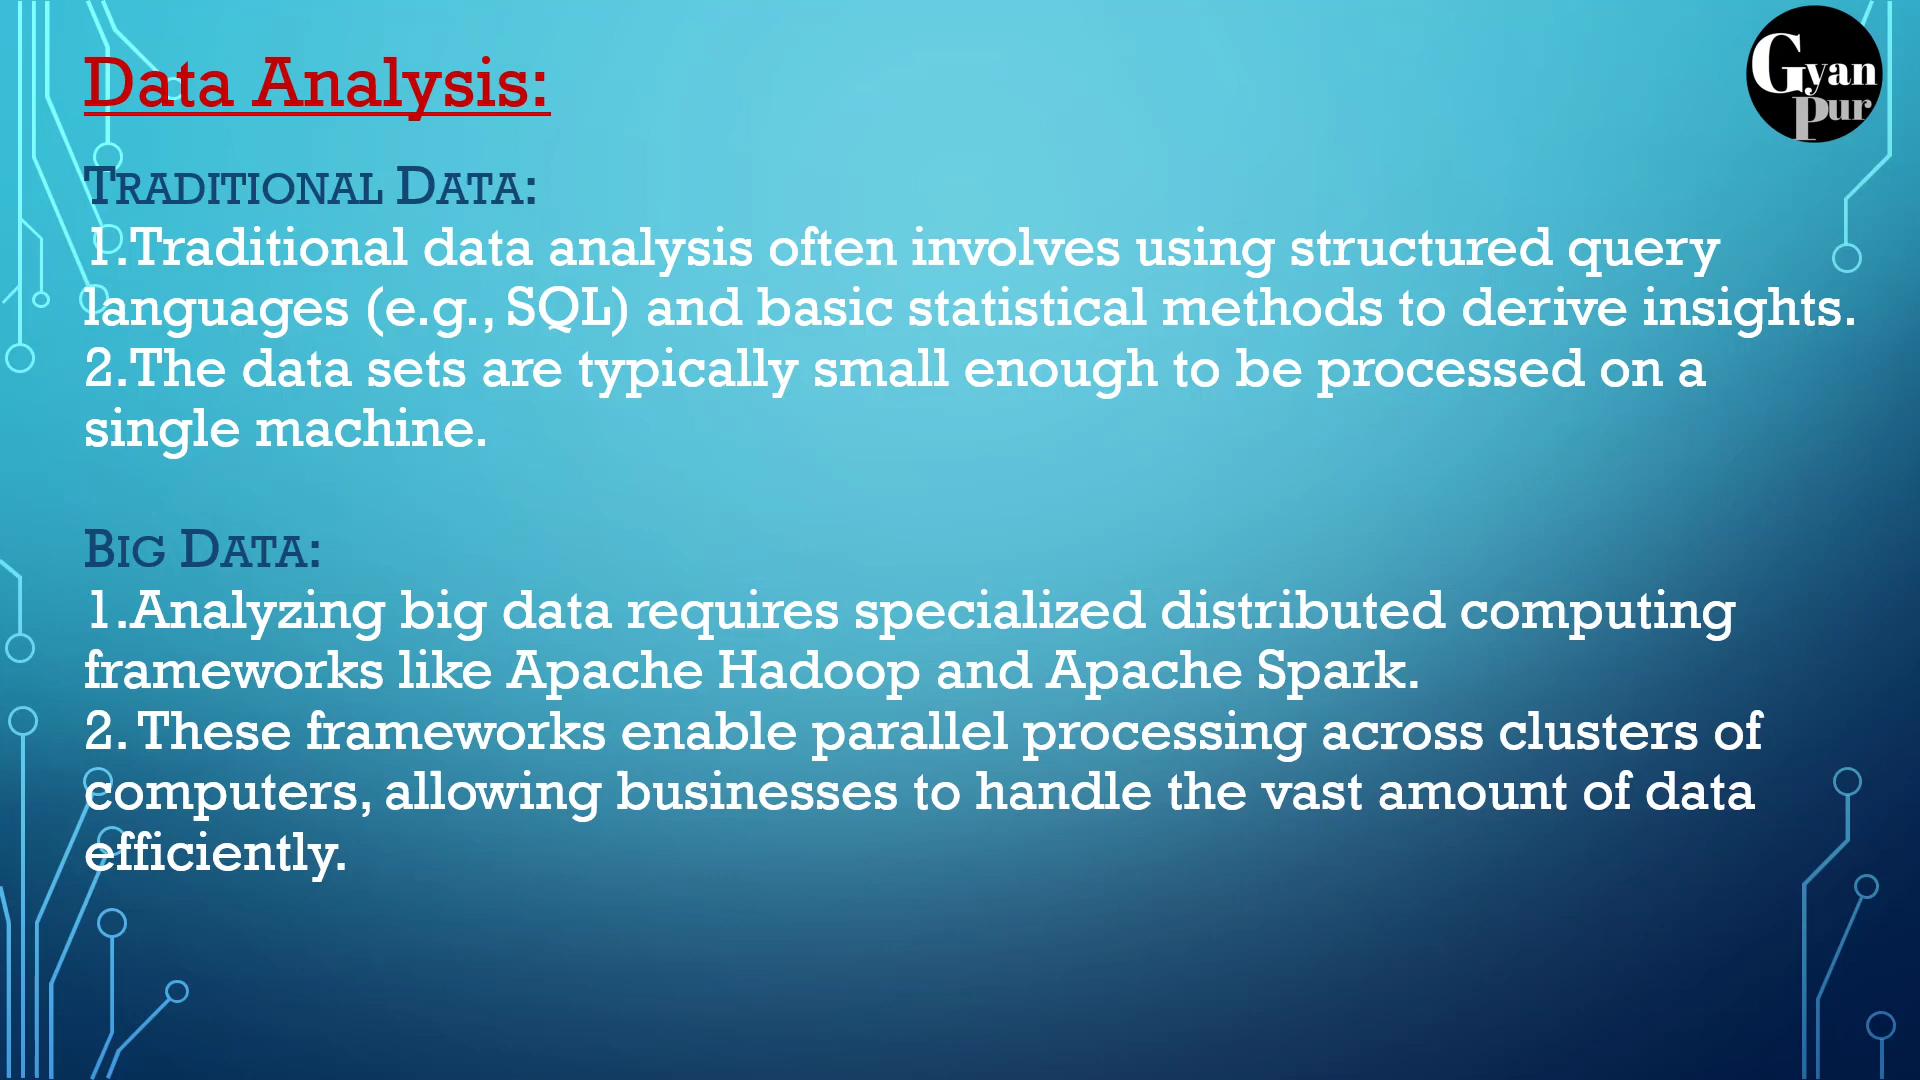 Data Analysis:
Gyan
Pur
TRADITIONAL DATA:
1.Traditional data analysis often involves using structured query
languages (e.g., SQL) and basic statistical methods to derive insights.
2.The data sets are typically small enough to be processed on a
single machine.
BIG DATA:
1.Analyzing big data requires specialized distributed computing
frameworks like Apache Hadoop and Apache Spark.
2. These frameworks enable parallel processing across clusters of
computers, allowing businesses to handle the vast amount of data
efficiently.